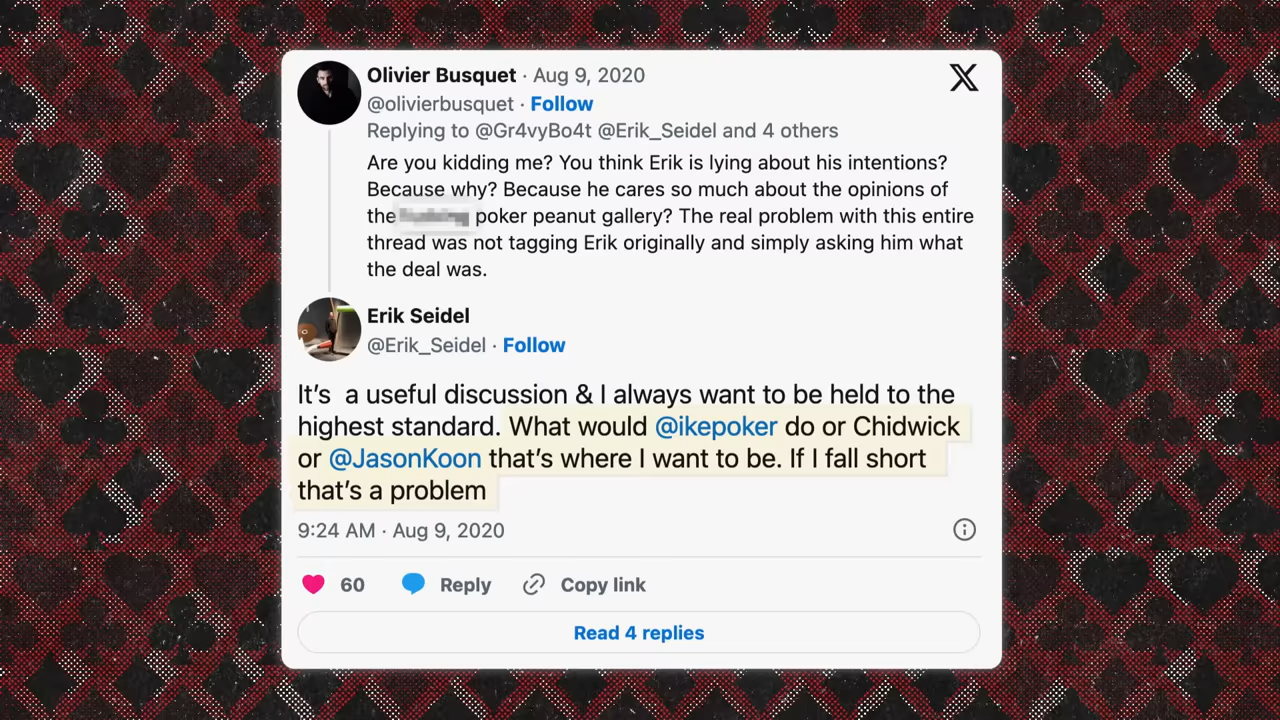 Olivier Busquet · Aug 9, 2020
@olivierbusquet · Follow
Replying to @Gr4vyBo4t @Erik_Seidel and 4 others
Are you kidding me? You think Erik is lying about his intentions?
Because why? Because he cares so much about the opinions of
the poker peanut gallery? The real problem with this entire
thread was not tagging Erik originally and simply asking him what
the deal was.
Erik Seidel
@Erik_Seidel · Follow
It's  a useful discussion & I always want to be held to the
highest standard. What would @ikepoker do or Chidwick
or @JasonKoon that's where I want to be. If I fall short
that's a problem
9:24 AM · Aug 9, 2020
60 Reply Copy link
Read 4 replies